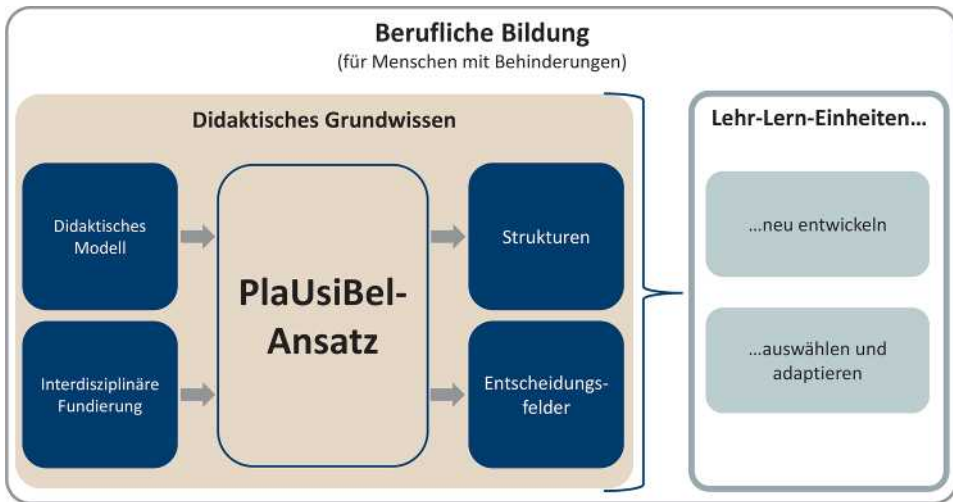 Berufliche Bildung
(für Menschen mit Behinderungen)
Didaktisches Grundwissen
Didaktisches
Modell
Interdisziplinäre
Fundierung
PlaUsiBel-
Ansatz
Strukturen
Entscheidungs-
felder
Lehr-Lern-Einheiten...
...neu entwickeln
...auswählen und
adaptieren